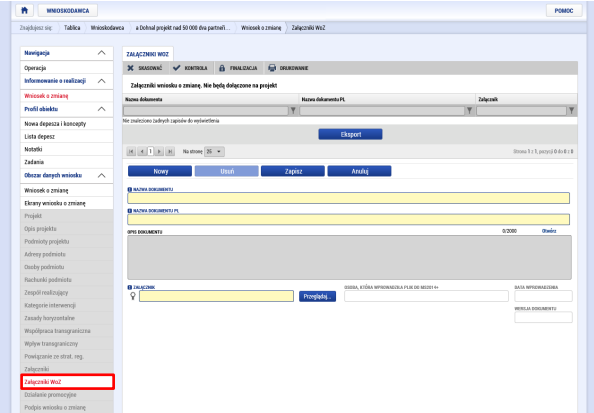 WNIOSKODAWCA
POMOC
Znajdujesz się: Tablica Wnioskodawca a Dohnal projekt nad 50 000 dva partneři... Wniosek o zmianę Załączniki WoZ
Nawigacja
Operacja
Informowanie o realizacji
Wniosek o zmianę
Profil obiektu
Nowa depesza i koncepty
Lista depesz
Notatki
Zadania
Obszar danych wniosku
Wniosek o zmianę
Ekrany wniosku o zmianę
Projekt
Opis projektu
Podmioty projektu
Adresy podmiotu
Osoby podmiotu
Rachunki podmiotu
Zespół realizujący
Kategorie interwencji
Zasady horyzontalne
Współpraca transgraniczna
Wpływ transgraniczny
Powiązanie ze strat. reg.
Załączniki
Załączniki WoZ
Działanie promocyjne
Podpis wniosku o zmianę
ZAŁĄCZNIKI WOZ
SKASOWAĆ KONTROLA FINALIZACJA DRUKOWANIE
Załączniki wniosku o zmianę. Nie będą dołączone na projekt
Nazwa dokumentu Nazwa dokumentu PL Załącznik
Nie znaleziono żadnych zapisów do wyświetlenia
Eksport
1 Na stronę 25 Strona 1 z 1, pozycji 0 do 0 z 0
Nowy Usuń Zapisz Anuluj
NAZWA DOKUMENTU
NAZWA DOKUMENTU PL
OPIS DOKUMENTU 0/2000 Otwórz
ZAŁĄCZNIK OSOBA, KTÓRA WPROWADZIŁA PLIK DO MS2014+ DATA WPROWADZENIA
Przeglądaj..
WERSJA DOKUMENTU